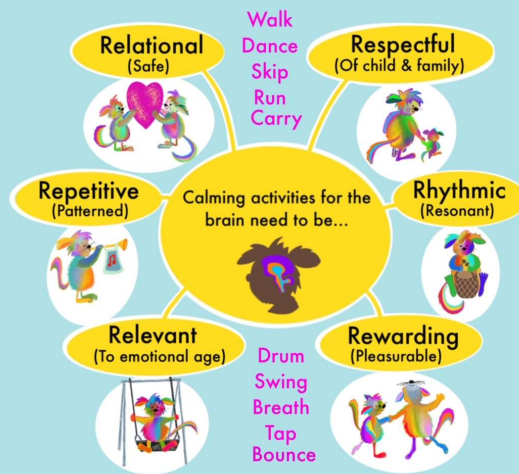 Walk
Dance
Skip
Run
Carry
Relational
(Safe)
Respectful
(Of child & family)
Repetitive
(Patterned)
Calming activities for the
brain need to be...
Rhythmic
(Resonant)
Relevant
(To emotional age)
Rewarding
(Pleasurable)
Drum
Swing
Breath
Tap
Bounce